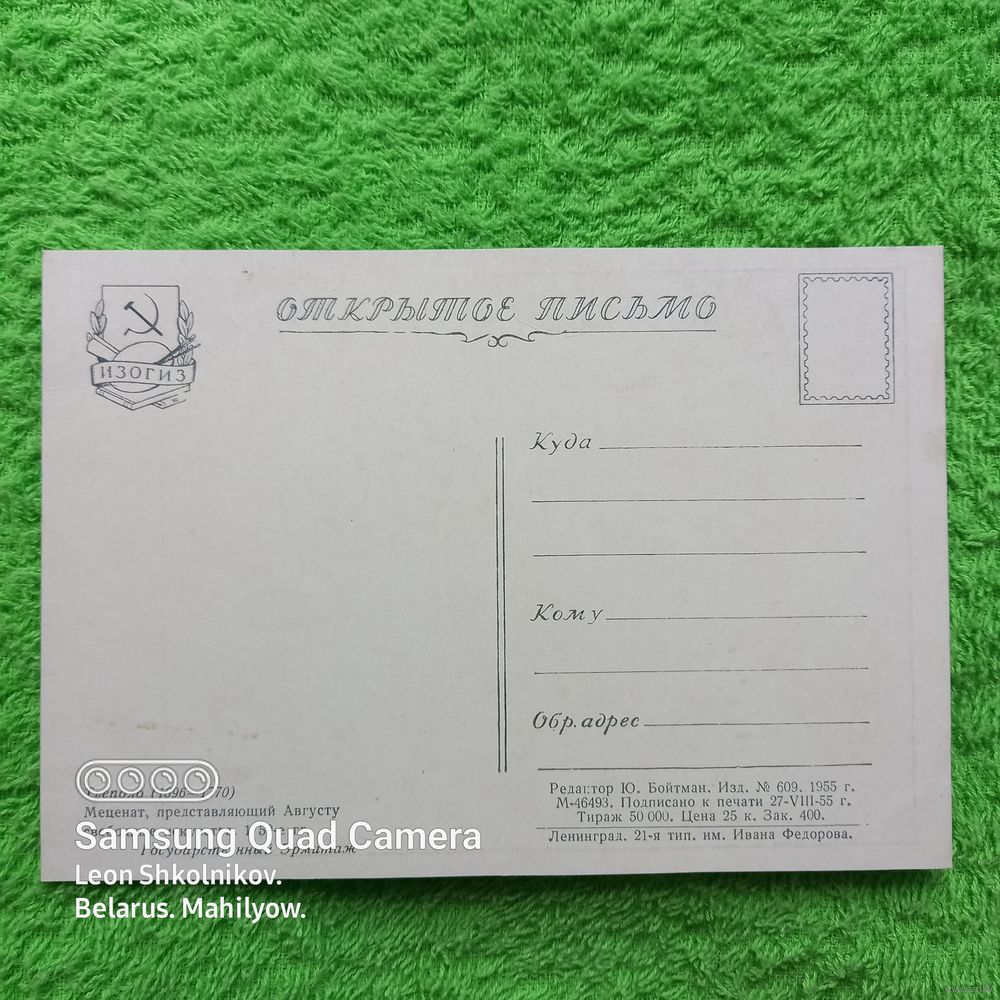 ОТКРЫТОЕ ПИСЬМО
ИЗОГИЗ
Куда
Кому
Обр. адрес
Меценат, представляющий Августу
Государственный Эрмитаж
Редактор Ю. Бойтман. Изд. № 609. 1955 г.
М-46493. Подписано к печати 27-VIII-55 г.
Тираж 50 000. Цена 25 к. Зак. 400.
Ленинград. 21-я тип. им. Ивана Федорова.
Samsung Quad Camera
Leon Shkolnikov.
Belarus. Mahilyow.